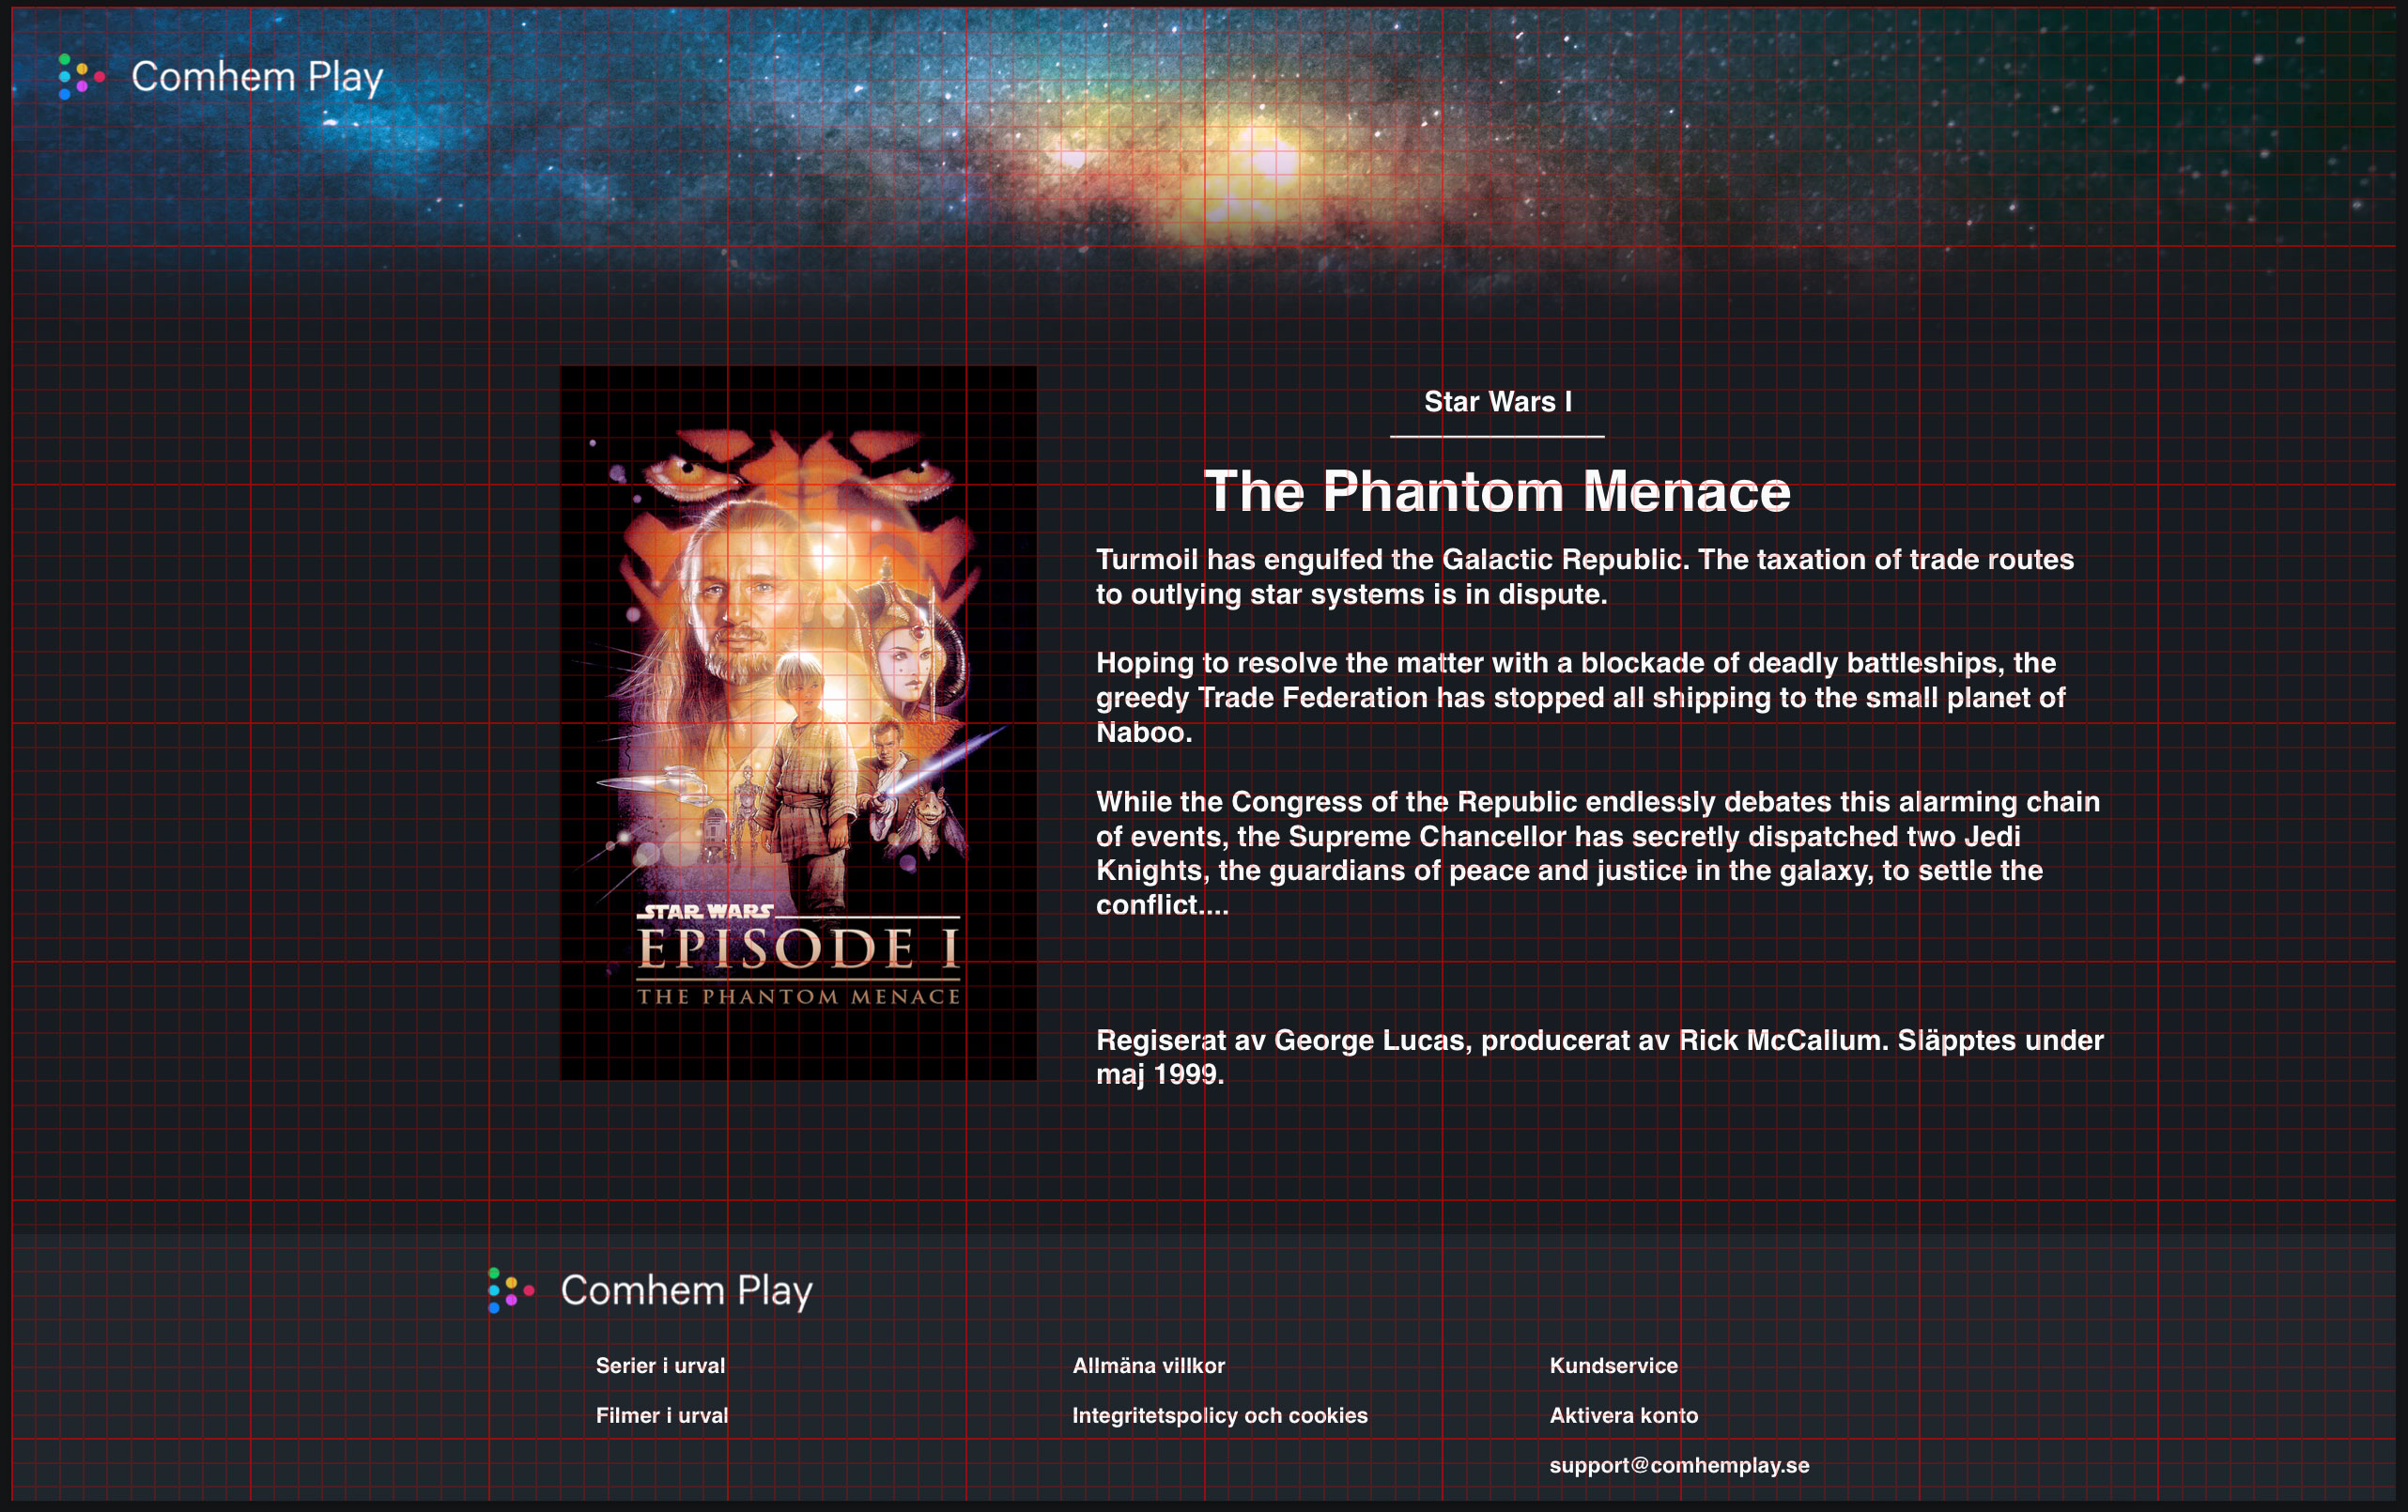 Comhem Play
Star Wars I
The Phantom Menace
Turmoil has engulfed the Galactic Republic. The taxation of trade routes
to outlying star systems is in dispute.
Hoping to resolve the matter with a blockade of deadly battleships, the
greedy Trade Federation has stopped all shipping to the small planet of
Naboo.
While the Congress of the Republic endlessly debates this alarming chain
of events, the Supreme Chancellor has secretly dispatched two Jedi
Knights, the guardians of peace and justice in the galaxy, to settle the
conflict....
STAR WARS
EPISODE I
THE PHANTOM MENACE
Regiserat av George Lucas, producerat av Rick McCallum. Släpptes under
maj 1999.
Comhem Play
Serier i urval
Filmer i urval
Allmäna villkor
Integritetspolicy och cookies
Kundservice
Aktivera konto
support@comhemplay.se